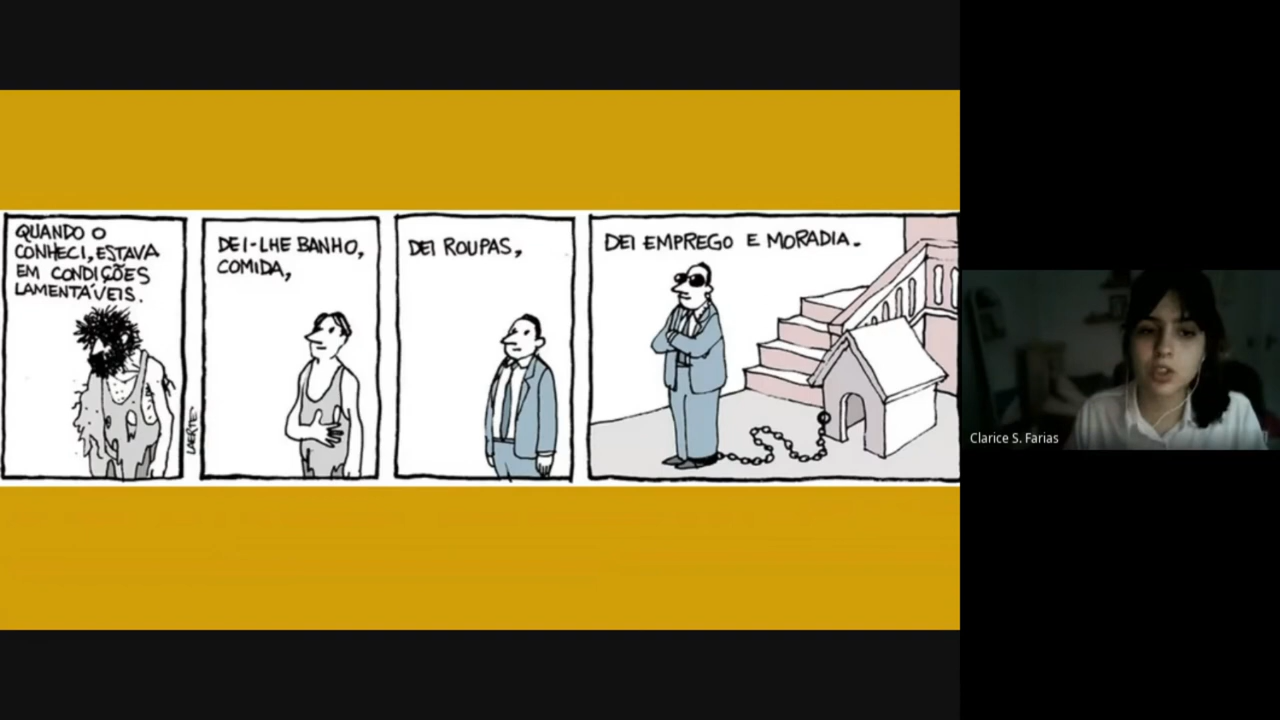 QUANDO O
CONHECI, ESTAVA
EM CONDIÇÕES
LAMENTÁVEIS.
LAERTE
DEI-LHE BANHO,
COMIDA,
DEI ROUPAS,
DEI EMPREGO E MORADIA.
Clarice S. Farias